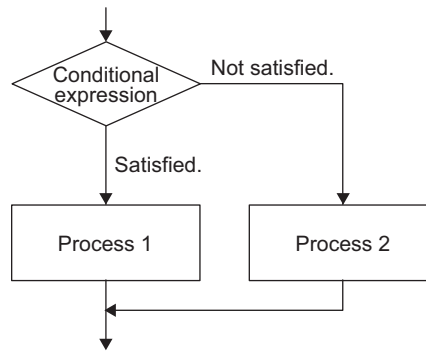 Conditional
expression
Not satisfied.
Satisfied.
Process 1
Process 2